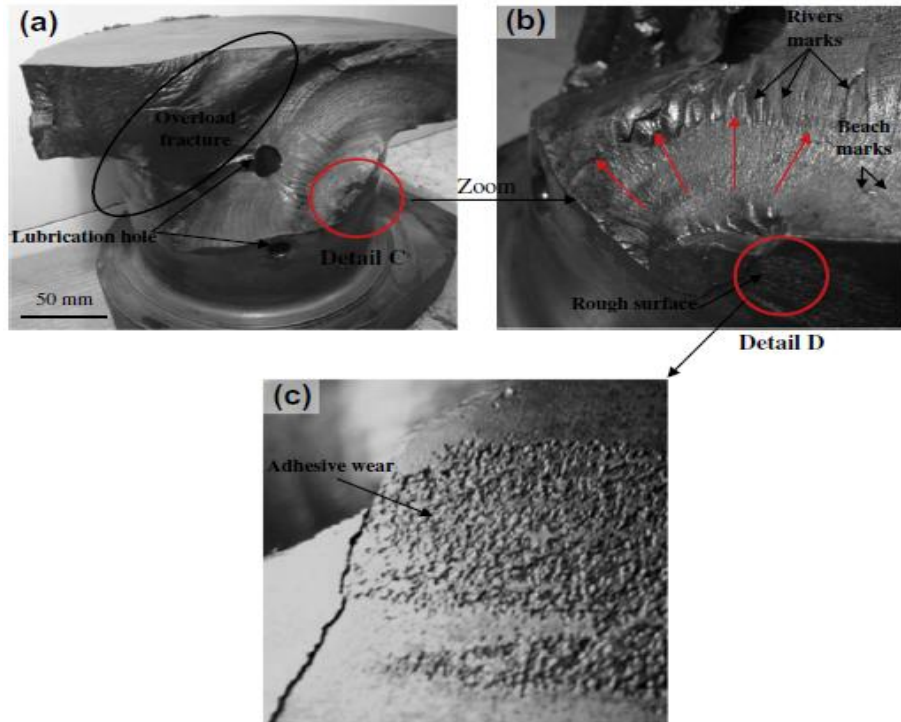 (a)
Overload
fracture
Lubrication hole
Detail C
50 mm
Zoom
(b)
Rivers
marks
Beach
marks
Rough surface
Detail D
(c)
Adhesive wear